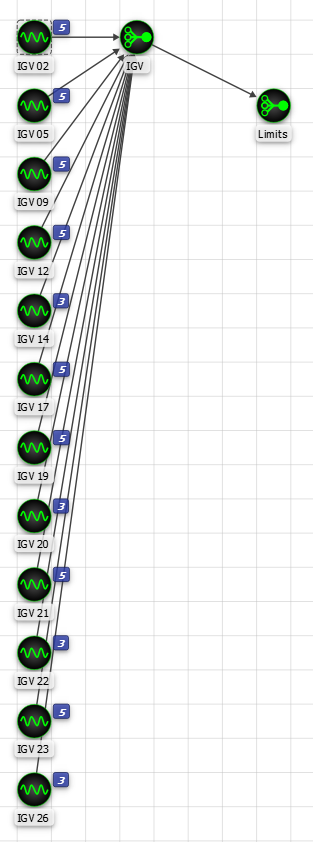 5
IGV 02
IGV
5
IGV 05
Limits
5
IGV 09
5
IGV 12
3
IGV 14
5
IGV 17
5
IGV 19
3
IGV 20
5
IGV 21
3
IGV 22
5
IGV 23
3
IGV 26